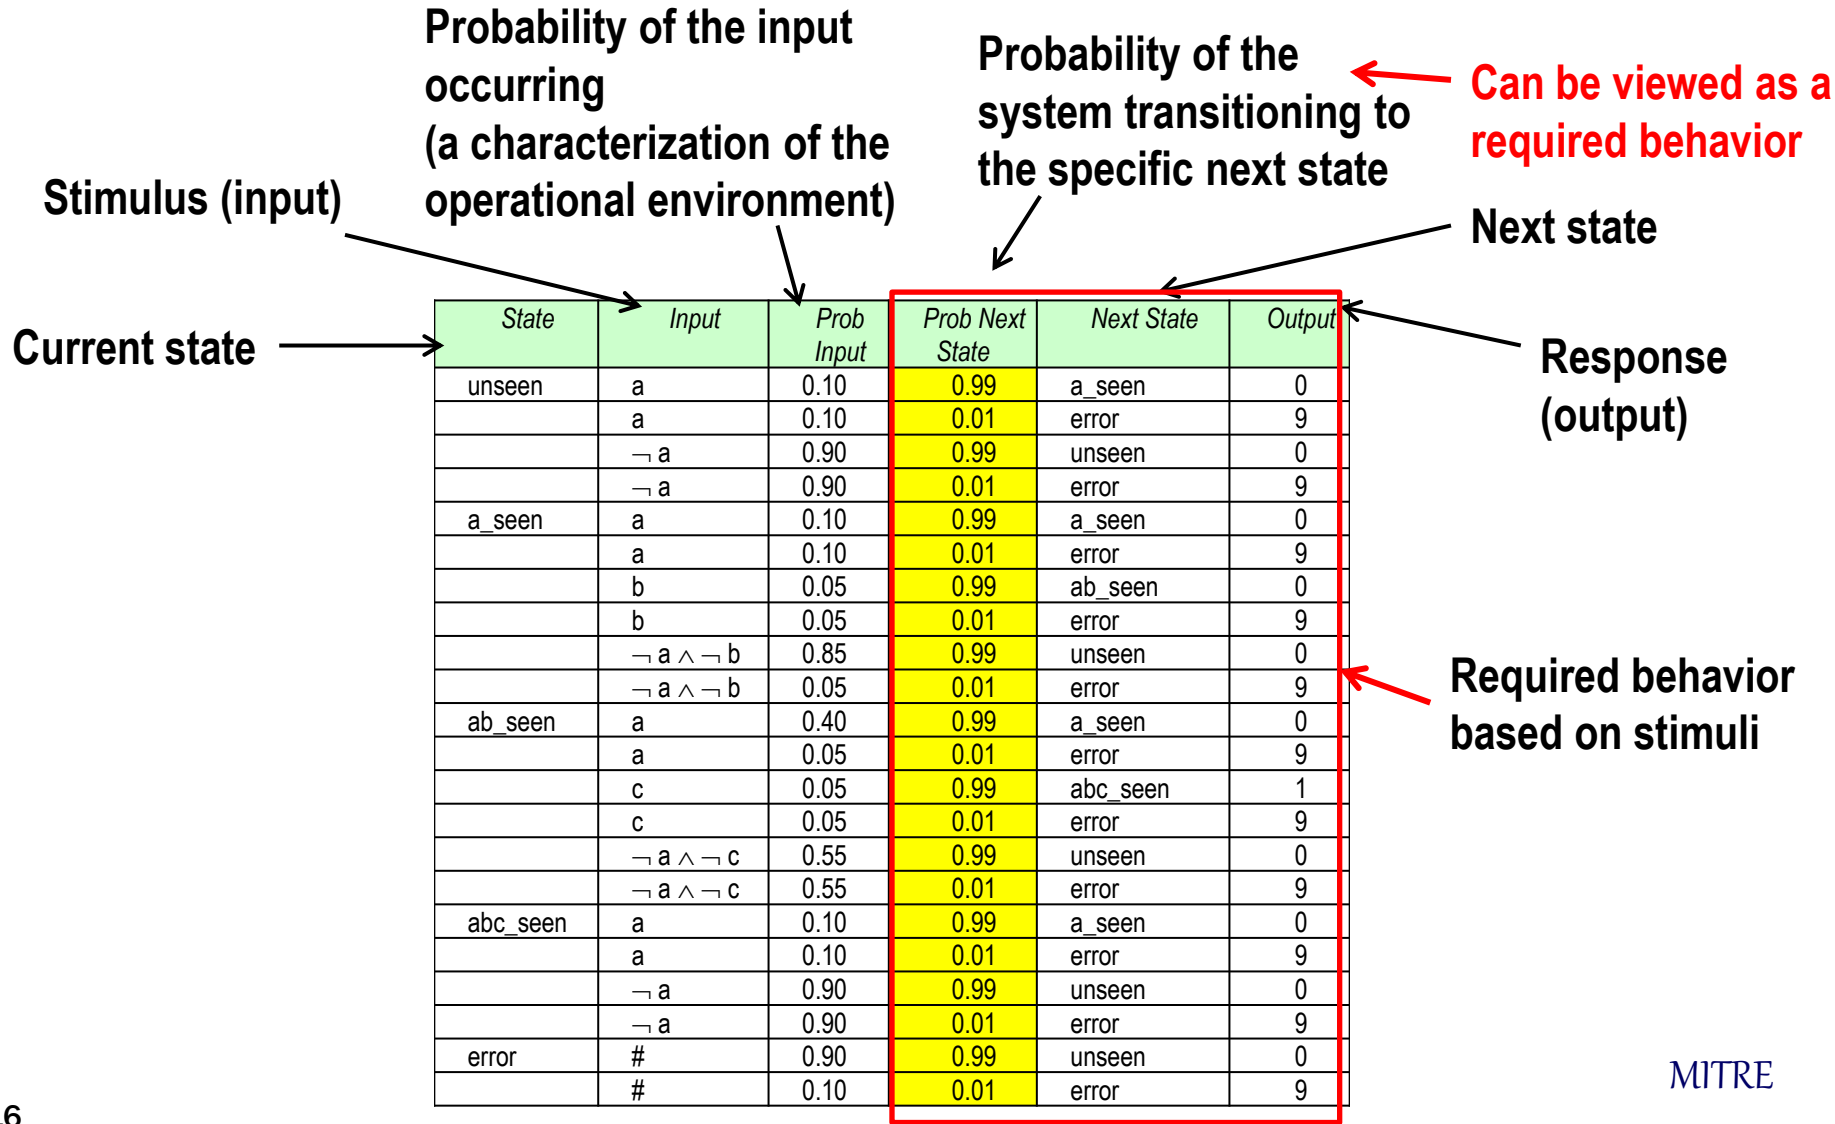 Probability of the input
occurring
(a characterization of the
operational environment)
Probability of the
system transitioning to
the specific next state
Can be viewed as a
required behavior
Stimulus (input)
Next state
Current state
Response
(output)
Required behavior
based on stimuli
State Input Prob Input Prob Next State Next State Output
unseen a 0.10 0.99 a_seen 0
a 0.10 0.01 error 9
¬ a 0.90 0.99 unseen 0
¬ a 0.90 0.01 error 9
a_seen a 0.10 0.99 a_seen 0
a 0.10 0.01 error 9
b 0.05 0.99 ab_seen 0
b 0.05 0.01 error 9
¬ a ∧ ¬ b 0.85 0.99 unseen 0
¬ a ∧ ¬ b 0.05 0.01 error 9
ab_seen a 0.40 0.99 a_seen 0
a 0.05 0.01 error 9
c 0.05 0.99 abc_seen 1
c 0.05 0.01 error 9
¬ a ∧ ¬ c 0.55 0.99 unseen 0
¬ a ∧ ¬ c 0.55 0.01 error 9
abc_seen a 0.10 0.99 a_seen 0
a 0.10 0.01 error 9
¬ a 0.90 0.99 unseen 0
¬ a 0.90 0.01 error 9
error # 0.90 0.99 unseen 0
# 0.10 0.01 error 9
MITRE